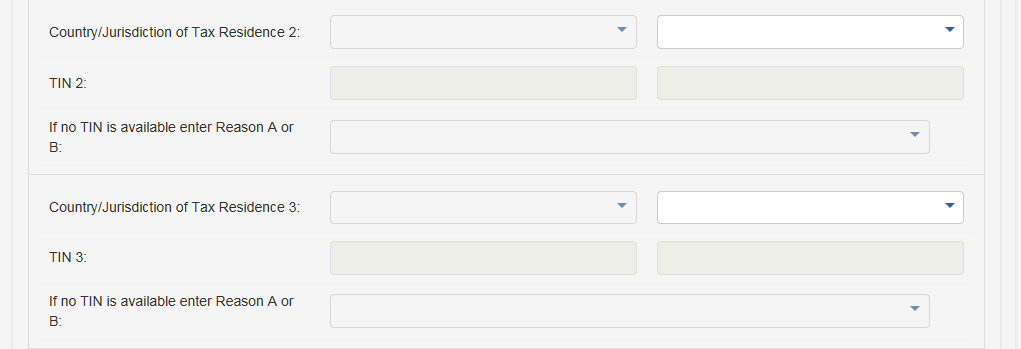 Country/Jurisdiction of Tax Residence 2:
TIN 2:
If no TIN is available enter Reason A or
B:
Country/Jurisdiction of Tax Residence 3:
TIN 3:
If no TIN is available enter Reason A or
B: